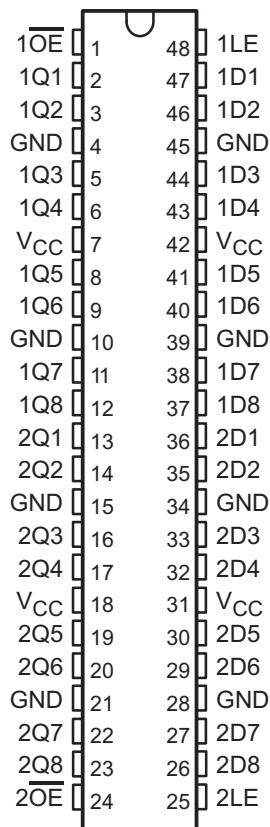 1O̅E̅ 1 48 1LE
1Q1 2 47 1D1
1Q2 3 46 1D2
GND 4 45 GND
1Q3 5 44 1D3
1Q4 6 43 1D4
VCC 7 42 VCC
1Q5 8 41 1D5
1Q6 9 40 1D6
GND 10 39 GND
1Q7 11 38 1D7
1Q8 12 37 1D8
2Q1 13 36 2D1
2Q2 14 35 2D2
GND 15 34 GND
2Q3 16 33 2D3
2Q4 17 32 2D4
VCC 18 31 VCC
2Q5 19 30 2D5
2Q6 20 29 2D6
GND 21 28 GND
2Q7 22 27 2D7
2Q8 23 26 2D8
2O̅E̅ 24 25 2LE